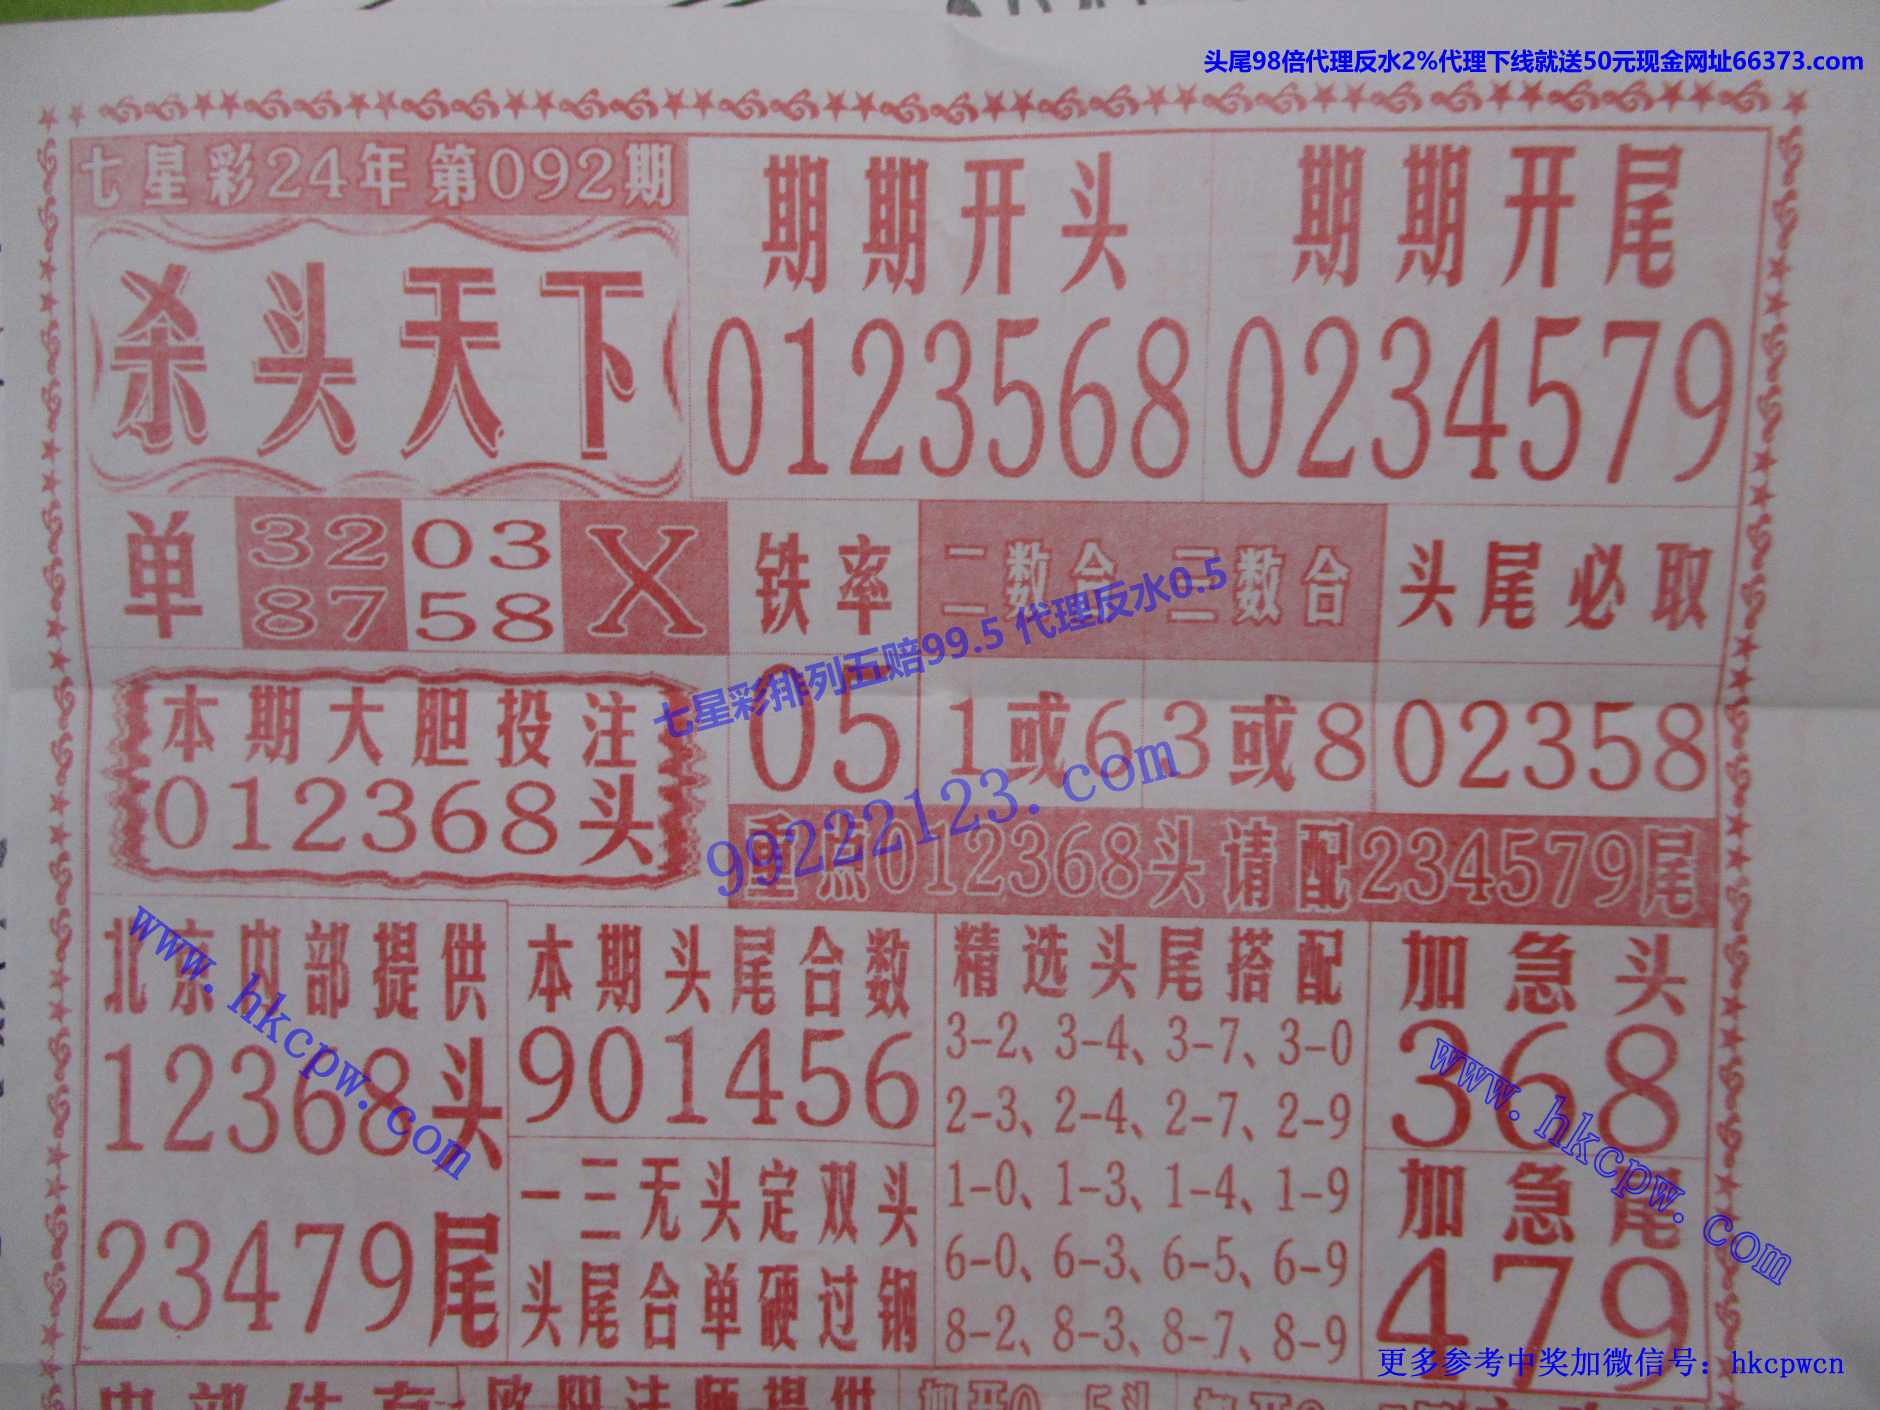 头尾98倍代理反水2%代理下线就送50元现金网址66373.com
七星彩24年第092期
杀头天下
期期开头
0123568
期期开尾
0234579
单
3203
8758
X
铁率
二数合 三数合
头尾必取
05
1或6
3或8
02358
本期大胆投注
012368头
重点012368头请配234579尾
七星彩排列五赔99.5 代理反水0.5
99222123.com
北京内部提供
12368头
23479尾
www.hkcpw.com
本期头尾合数
901456
一三无头定双头
头尾合单硬过钢
精选头尾搭配
3-2、3-4、3-7、3-0
2-3、2-4、2-7、2-9
1-0、1-3、1-4、1-9
6-0、6-3、6-5、6-9
8-2、8-3、8-7、8-9
加急头
368
加急尾
479
www.hkcpw.com
更多参考中奖加微信号：hkcpwcn